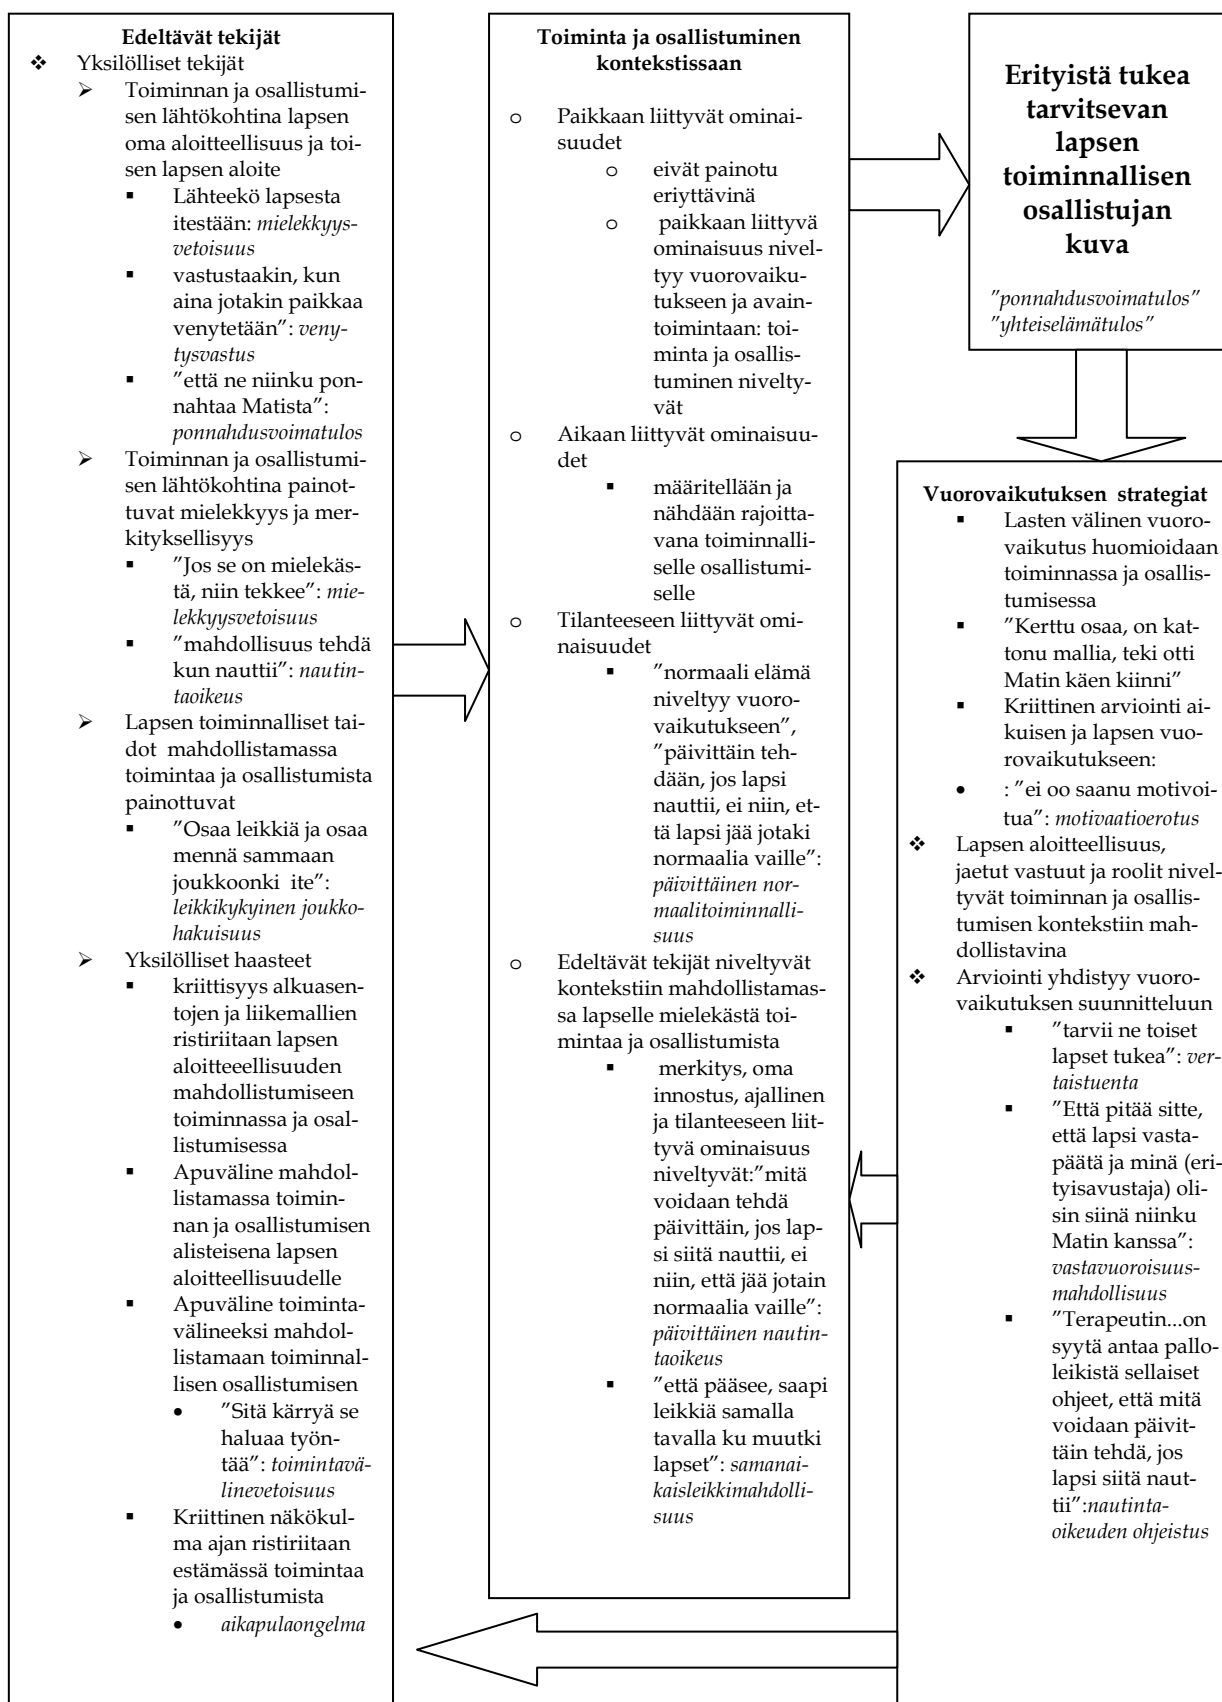 Edeltävät tekijät
❖ Yksilölliset tekijät
➢ Toiminnan ja osallistumi-
sen lähtökohtina lapsen
oma aloitteellisuus ja toi-
sen lapsen aloite
▪ Lähteekö lapsesta
itestään: mielekkyys-
vetoisuus
▪ vastustaakin, kun
aina jotakin paikkaa
venytetään”: veny-
tysvastus
▪ ”että ne niinku pon-
nahtaa Matista”:
ponnahdusvoimatulos
➢ Toiminnan ja osallistumi-
sen lähtökohtina painot-
tuvat mielekkyys ja mer-
kityksellisyys
▪ ”Jos se on mielekäs-
tä, niin tekkee”: mie-
lekkyysvetoisuus
▪ ”mahdollisuus tehdä
kun nauttii”: nautin-
taoikeus
➢ Lapsen toiminnalliset tai-
dot mahdollistamassa
toimintaa ja osallistumista
painottuvat
▪ ”Osaa leikkiä ja osaa
mennä sammaan
joukkoonki ite”:
leikkikykyinen joukko-
hakuisuus
➢ Yksilölliset haasteet
▪ kriittisyys alkuasen-
tojen ja liikemallien
ristiriitaan lapsen
aloitteeellisuuden
mahdollistumiseen
toiminnassa ja osal-
listumisessa
▪ Apuväline mahdol-
listamassa toimin-
nan ja osallistumisen
alisteisena lapsen
aloitteellisuudelle
▪ Apuväline toiminta-
välineeksi mahdol-
listamaan toiminnal-
lisen osallistumisen
• ”Sitä kärryä se
haluaa työn-
tää”: toimintavä-
linevetoisuus
▪ Kriittinen näkökul-
ma ajan ristiriitaan
estämässä toimintaa
ja osallistumista
• aikapulaongelma
Toiminta ja osallistuminen
kontekstissaan
o Paikkaan liittyvät ominai-
suudet
o eivät painotu
eriyttävinä
o paikkaan liittyvä
ominaisuus nivel-
tyy vuorovaiku-
tukseen ja avain-
toimintaan: toi-
minta ja osallis-
tuminen nivelty-
vät
o Aikaan liittyvät ominaisuu-
det
▪ määritellään ja
nähdään rajoitta-
vana toiminnalli-
selle osallistumi-
selle
o Tilanteeseen liittyvät omi-
naisuudet
▪ ”normaali elämä
niveltyy vuoro-
vaikutukseen”,
”päivittäin teh-
dään, jos lapsi
nauttii, ei niin, et-
tä lapsi jää jotaki
normaalia vaille”:
päivittäinen nor-
maalitoiminnalli-
suus
o Edeltävät tekijät niveltyvät
kontekstiin mahdollistamas-
sa lapselle mielekästä toi-
mintaa ja osallistumista
▪ merkitys, oma
innostus, ajallinen
ja tilanteeseen liit-
tyvä ominaisuus
niveltyvät:”mitä
voidaan tehdä
päivittäin, jos lap-
si siitä nauttii, ei
niin, että jää jotain
normaalia vaille”:
päivittäinen nautin-
taoikeus
▪ ”että pääsee, saapi
leikkiä samalla
tavalla ku muutki
lapset”: samanai-
kaisleikkimahdolli-
suus
Erityistä tukea
tarvitsevan
lapsen
toiminnallisen
osallistujan
kuva
”ponnahdusvoimatulos”
”yhteiselämätulos”
Vuorovaikutuksen strategiat
▪ Lasten välinen vuoro-
vaikutus huomioidaan
toiminnassa ja osallis-
tumisessa
▪ ”Kerttu osaa, on kat-
tonu mallia, teki otti
Matin käen kiinni”
▪ Kriittinen arviointi ai-
kuisen ja lapsen vuo-
rovaikutukseen:
• : ”ei oo saanu motivoi-
tua”: motivaatioerotus
❖ Lapsen aloitteellisuus,
jaetut vastuut ja roolit nivel-
tyvät toiminnan ja osallis-
tumisen kontekstiin mah-
dollistavina
❖ Arviointi yhdistyy vuoro-
vaikutuksen suunnitteluun
▪ ”tarvii ne toiset
lapset tukea”: ver-
taistuenta
▪ ”Että pitää sitte,
että lapsi vasta-
päätä ja minä (eri-
tyisavustaja) oli-
sin siinä niinku
Matin kanssa”:
vastavuoroisuus-
mahdollisuus
▪ ”Terapeutin...on
syytä antaa pallo-
leikistä sellaiset
ohjeet, että mitä
voidaan päivit-
täin tehdä, jos
lapsi siitä naut-
tii”:nautinta-
oikeuden ohjeistus